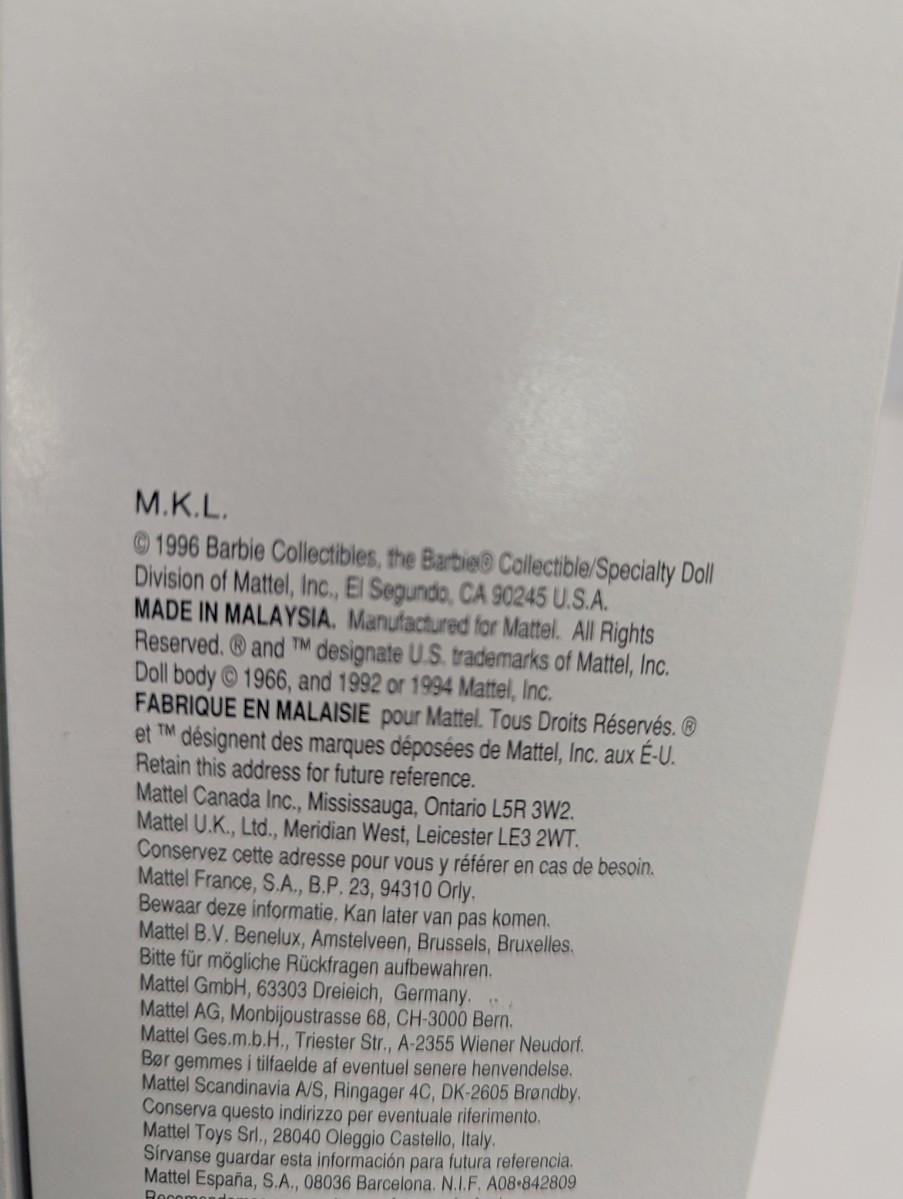 M.K.L.
© 1996 Barbie Collectibles, the Barbie® Collectible/Specialty Doll
Division of Mattel, Inc., El Segundo, CA 90245 U.S.A.
MADE IN MALAYSIA. Manufactured for Mattel. All Rights
Reserved. ® and ™ designate U.S. trademarks of Mattel, Inc.
Doll body © 1966, and 1992 or 1994 Mattel, Inc.
FABRIQUE EN MALAISIE pour Mattel. Tous Droits Réservés. ®
et ™ désignent des marques déposées de Mattel, Inc. aux É-U.
Retain this address for future reference.
Mattel Canada Inc., Mississauga, Ontario L5R 3W2.
Mattel U.K., Ltd., Meridian West, Leicester LE3 2WT.
Conservez cette adresse pour vous y référer en cas de besoin.
Mattel France, S.A., B.P. 23, 94310 Orly.
Bewaar deze informatie. Kan later van pas komen.
Mattel B.V. Benelux, Amstelveen, Brussels, Bruxelles.
Bitte für mögliche Rückfragen aufbewahren.
Mattel GmbH, 63303 Dreieich, Germany.
Mattel AG, Monbijoustrasse 68, CH-3000 Bern.
Mattel Ges.m.b.H., Triester Str., A-2355 Wiener Neudorf.
Bør gemmes i tilfaelde af eventuel senere henvendelse.
Mattel Scandinavia A/S, Ringager 4C, DK-2605 Brøndby.
Conserva questo indirizzo per eventuale riferimento.
Mattel Toys Srl., 28040 Oleggio Castello, Italy.
Sírvanse guardar esta información para futura referencia.
Mattel España, S.A., 08036 Barcelona. N.I.F. A08•842809